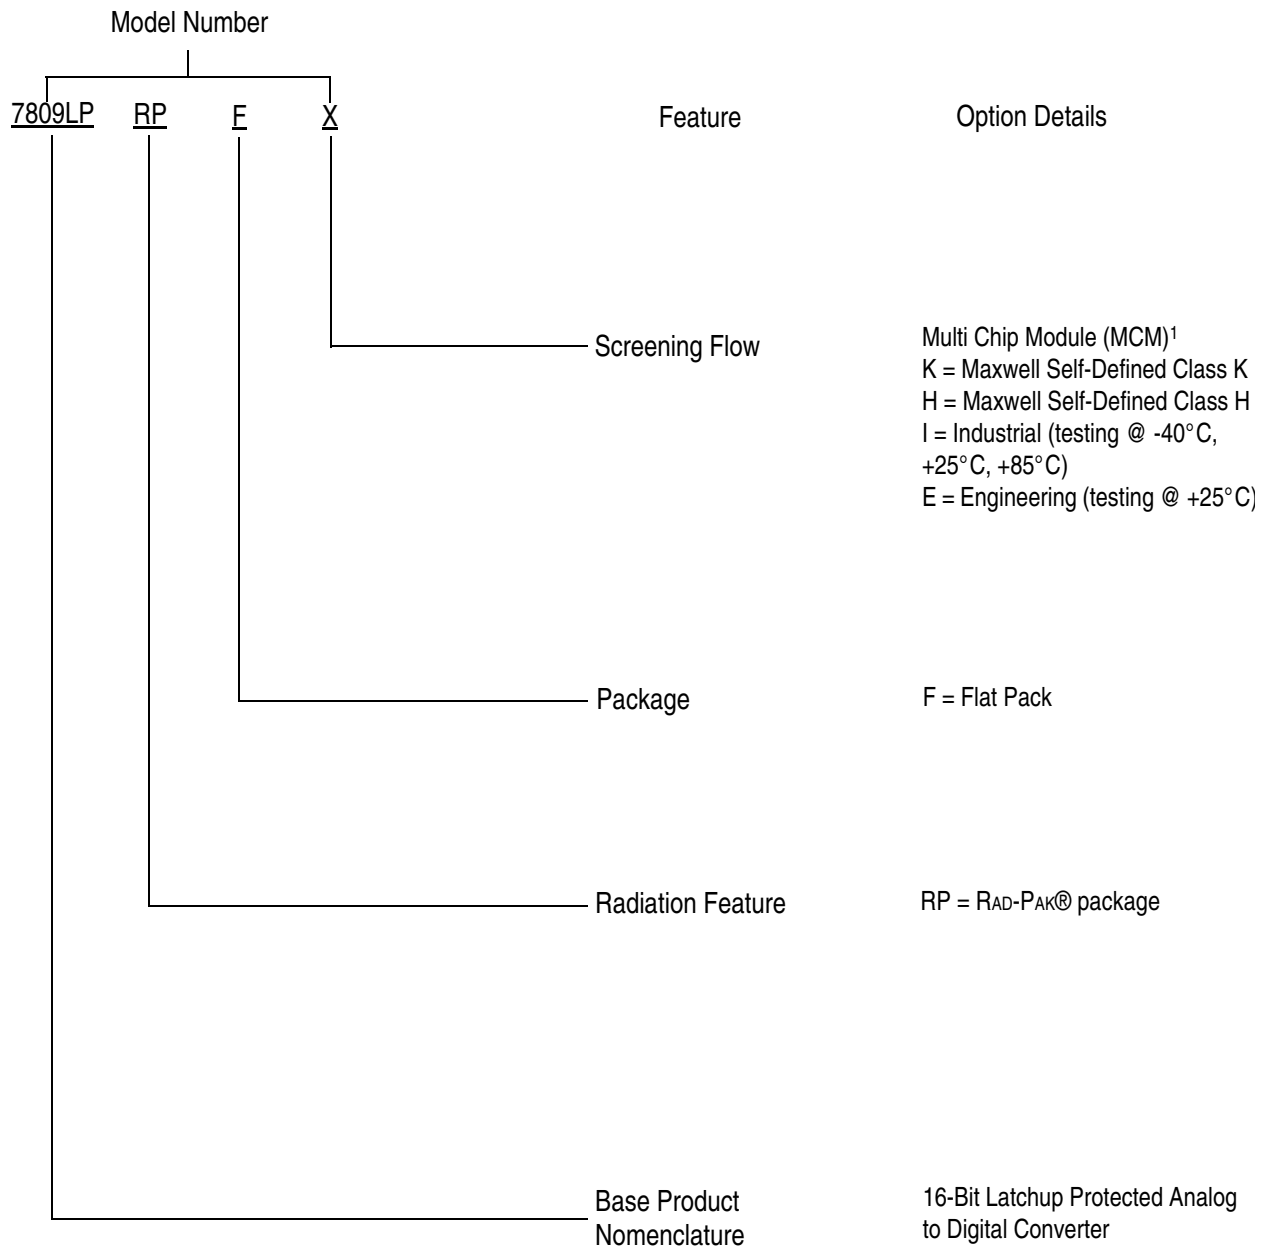 Model Number
7809LP RP F X Feature Option Details
Screening Flow
Multi Chip Module (MCM)1
K = Maxwell Self-Defined Class K
H = Maxwell Self-Defined Class H
I = Industrial (testing @ -40°C,
+25°C, +85°C)
E = Engineering (testing @ +25°C)
Package
F = Flat Pack
Radiation Feature
RP = RAD-PAK® package
Base Product
Nomenclature
16-Bit Latchup Protected Analog
to Digital Converter